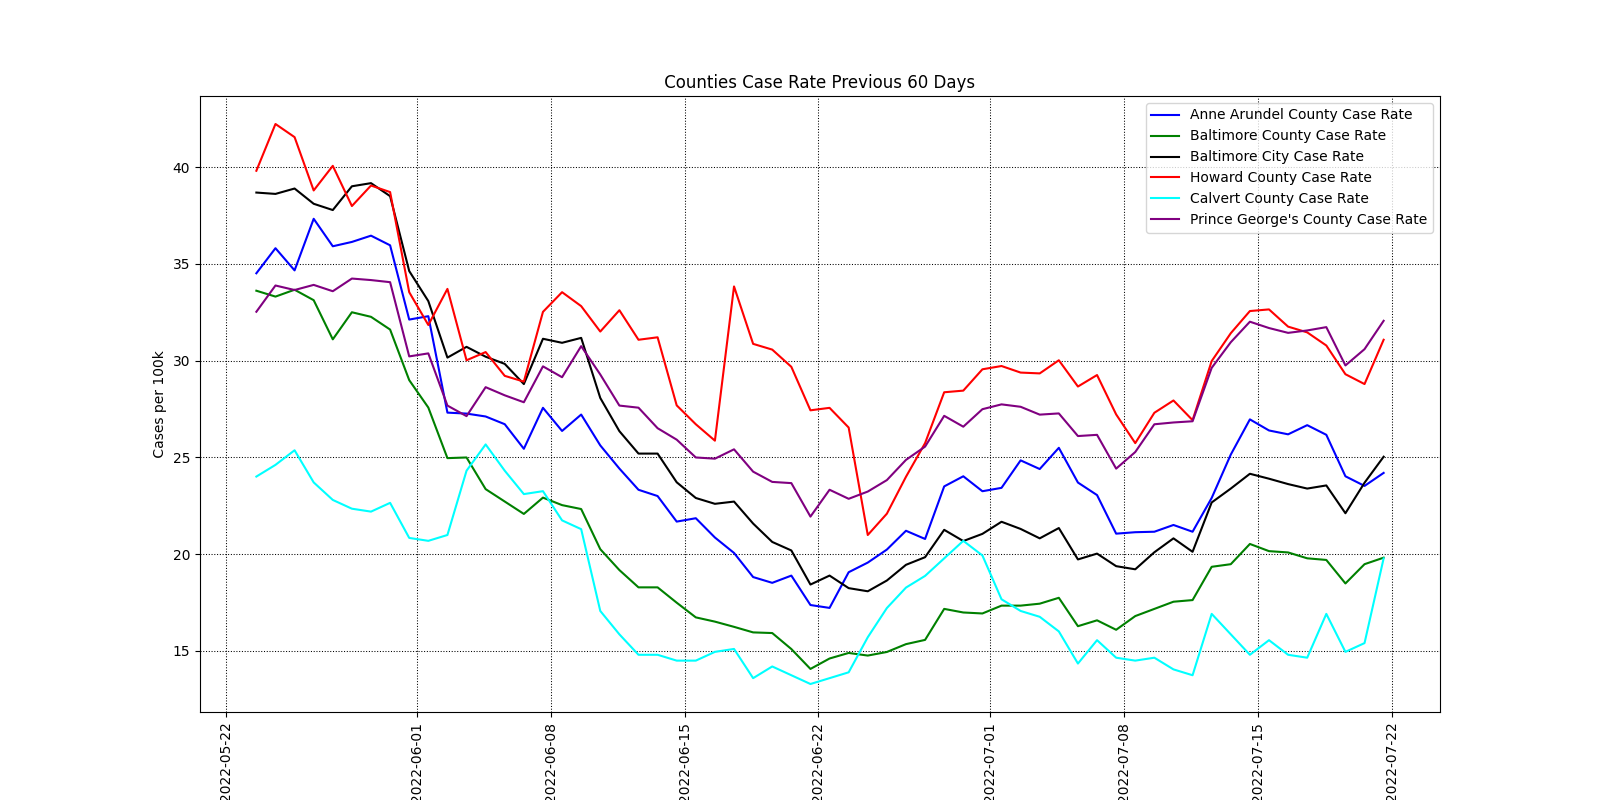 Counties Case Rate Previous 60 Days
Anne Arundel County Case Rate
Baltimore County Case Rate
Baltimore City Case Rate
Howard County Case Rate
Calvert County Case Rate
Prince George's County Case Rate
Cases per 100k
40
35
30
25
20
15
2022-05-22
2022-06-01
2022-06-08
2022-06-15
2022-06-22
2022-07-01
2022-07-08
2022-07-15
2022-07-22